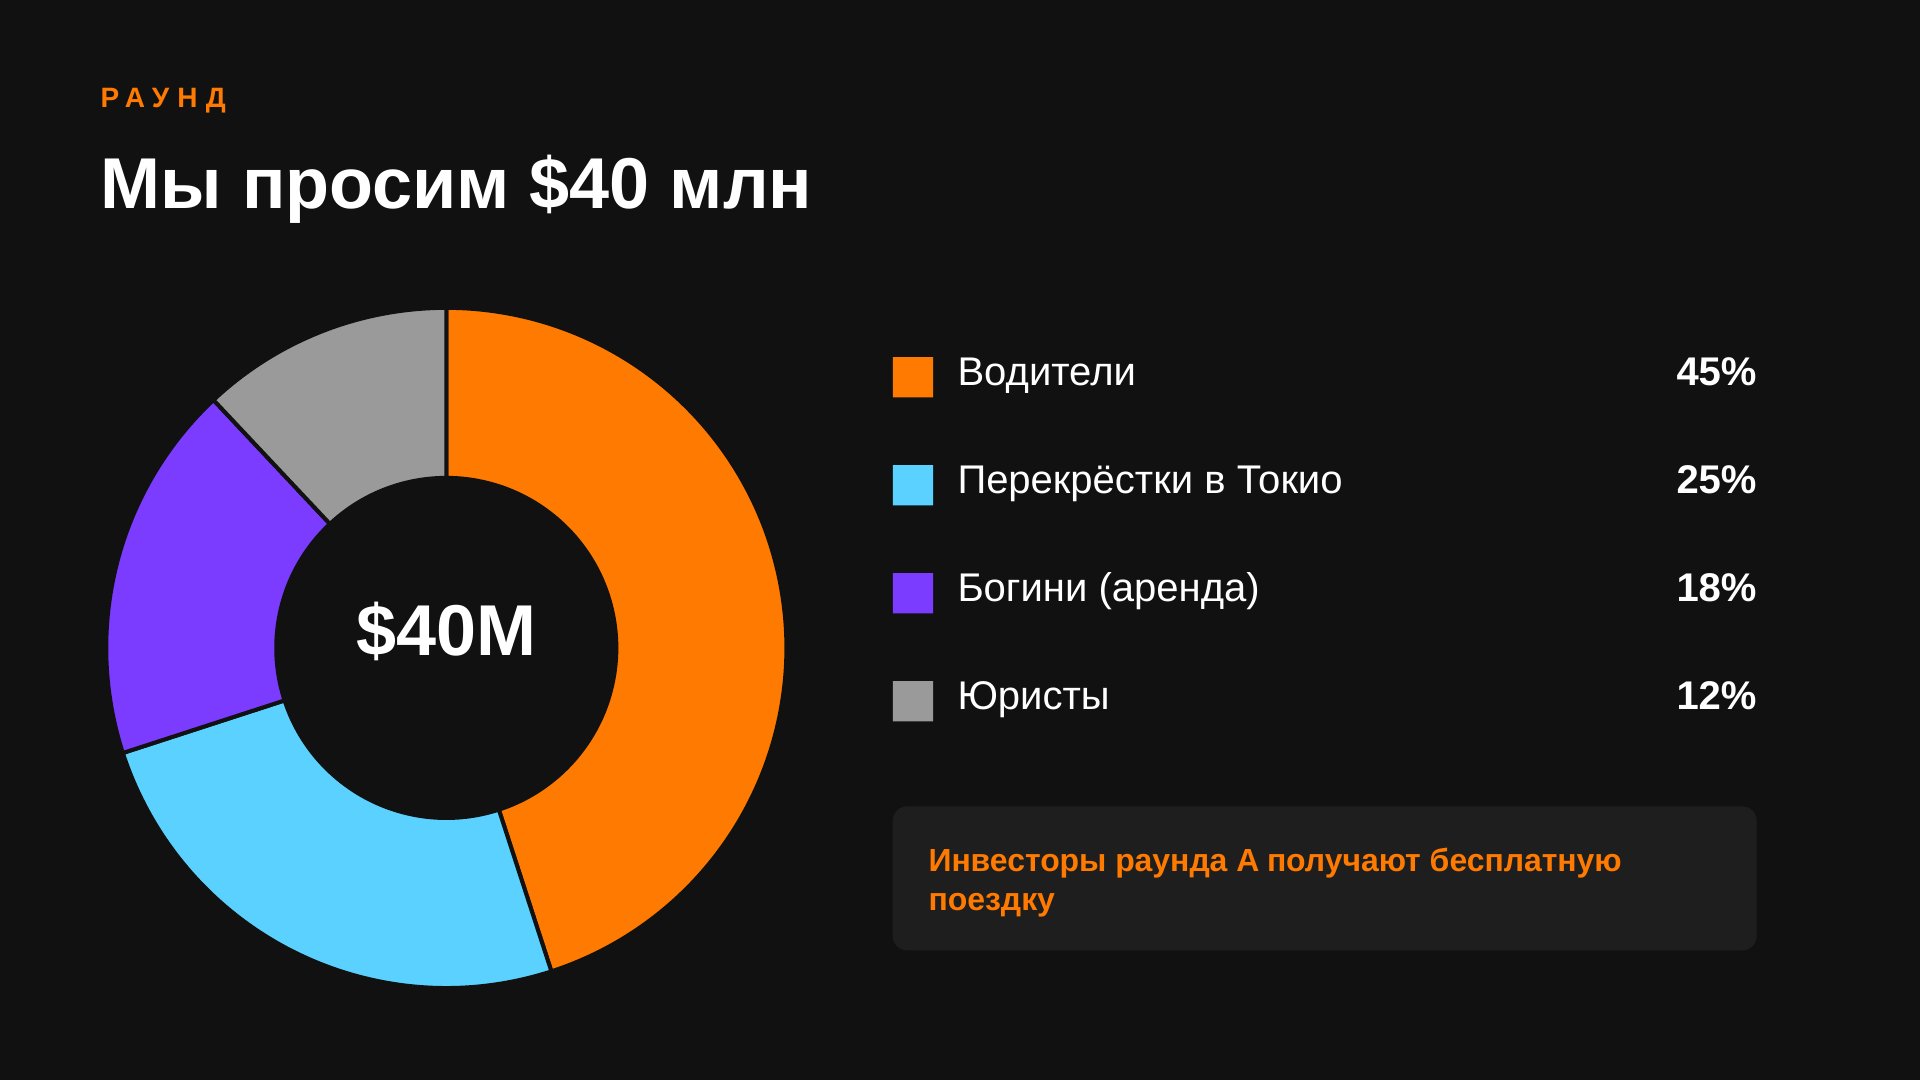 РАУНД
Мы просим $40 млн
$40M
Водители 45%
Перекрёстки в Токио 25%
Богини (аренда) 18%
Юристы 12%
Инвесторы раунда А получают бесплатную
поездку